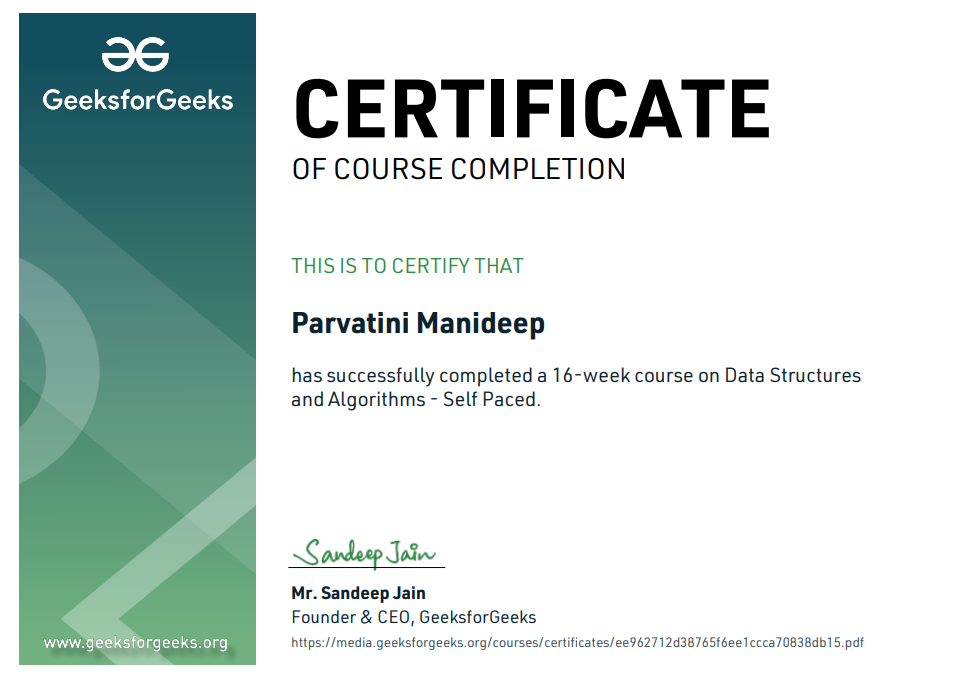 GeeksforGeeks
CERTIFICATE
OF COURSE COMPLETION
THIS IS TO CERTIFY THAT
Parvatini Manideep
has successfully completed a 16-week course on Data Structures
and Algorithms - Self Paced.
Sandeep Jain
Mr. Sandeep Jain
Founder & CEO, GeeksforGeeks
https://media.geeksforgeeks.org/courses/certificates/ee962712d38765f6ee1ccca70838db15.pdf
www.geeksforgeeks.org